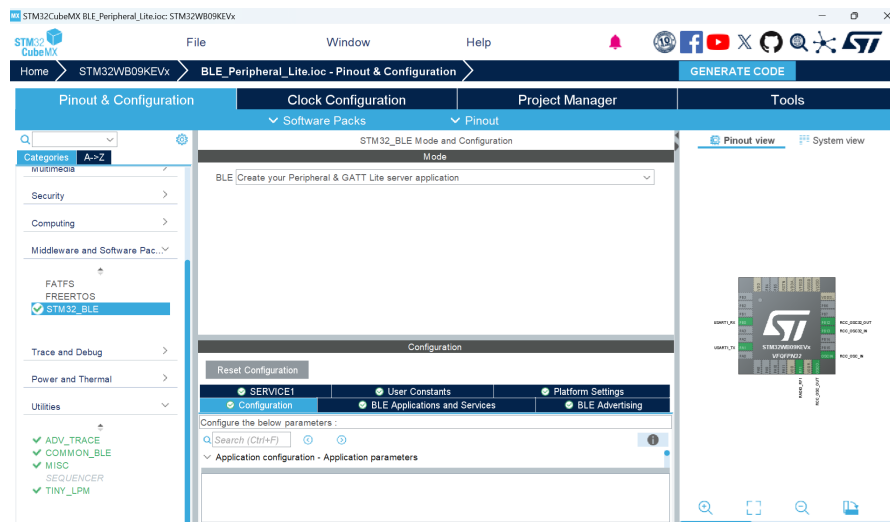 MX STM32CubeMX BLE_Peripheral_Lite.ioc: STM32WB09KEVx
STM32
CubeMX
File
Window
Help
Home
STM32WB09KEVx
BLE_Peripheral_Lite.ioc - Pinout & Configuration
GENERATE CODE
Pinout & Configuration
Clock Configuration
Project Manager
Tools
Software Packs
Pinout
Categories
A->Z
Multimedia
Security
Computing
Middleware and Software Pac...
FATFS
FREERTOS
STM32_BLE
Trace and Debug
Power and Thermal
Utilities
ADV_TRACE
COMMON_BLE
MISC
SEQUENCER
TINY_LPM
STM32_BLE Mode and Configuration
Mode
BLE Create your Peripheral & GATT Lite server application
Configuration
Reset Configuration
SERVICE1
User Constants
Platform Settings
Configuration
BLE Applications and Services
BLE Advertising
Configure the below parameters :
Search (Ctrl+F)
Application configuration - Application parameters
Pinout view
System view
USART1_RX
USART1_TX
RCC_OSC32_OUT
RCC_OSC32_IN
RCC_OSC_IN
STM32WB09KEVx
VFQFPN32
RADIO_RF1
RCC_OSC_OUT